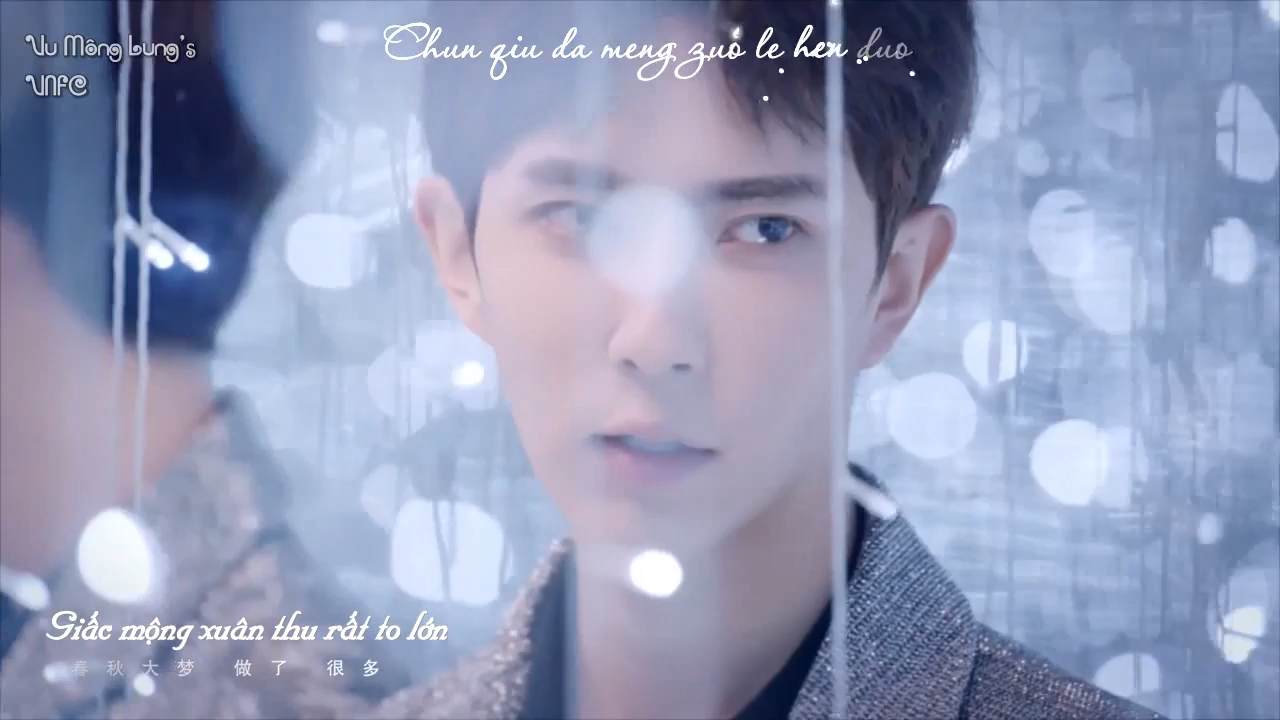 Vu Mông Lung's
VNFC
Chun qiu da meng zuo le hen duo
Giấc mộng xuân thu rất to lớn
春秋大梦 做了 很多